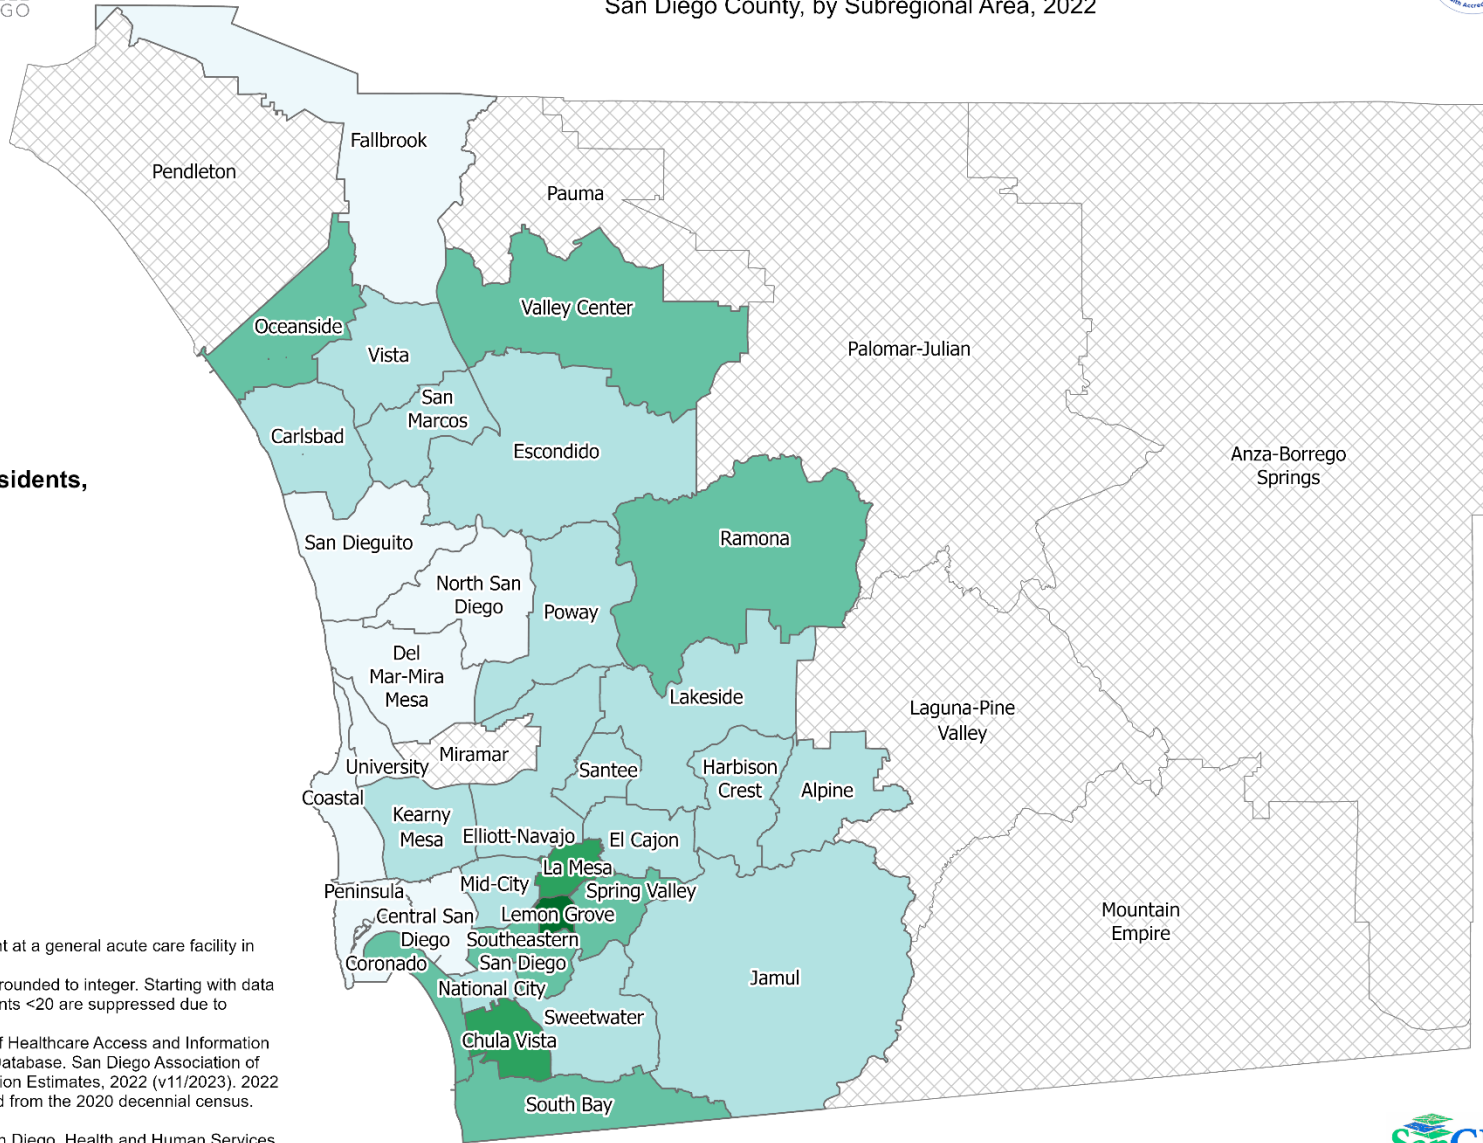 GO
San Diego County, by Subregional Area, 2022
Fallbrook
Pendleton
Pauma
Valley Center
Oceanside
Vista
Palomar-Julian
San
Marcos
Carlsbad
Escondido
Anza-Borrego
Springs
sidents,
Ramona
San Dieguito
North San
Diego
Poway
Del
Mar-Mira
Mesa
Lakeside
Laguna-Pine
Valley
Miramar
University
Santee
Harbison
Crest
Alpine
Coastal
Kearny
Mesa
Elliott-Navajo
El Cajon
La Mesa
Mid-City
Spring Valley
Peninsula
Lemon Grove
Central San
Diego
Mountain
Empire
Southeastern
San Diego
Coronado
Jamul
National City
Sweetwater
Chula Vista
South Bay
nt at a general acute care facility in
rounded to integer. Starting with data
nts <20 are suppressed due to
f Healthcare Access and Information
Database. San Diego Association of
ion Estimates, 2022 (v11/2023). 2022
d from the 2020 decennial census.
n Diego, Health and Human Services